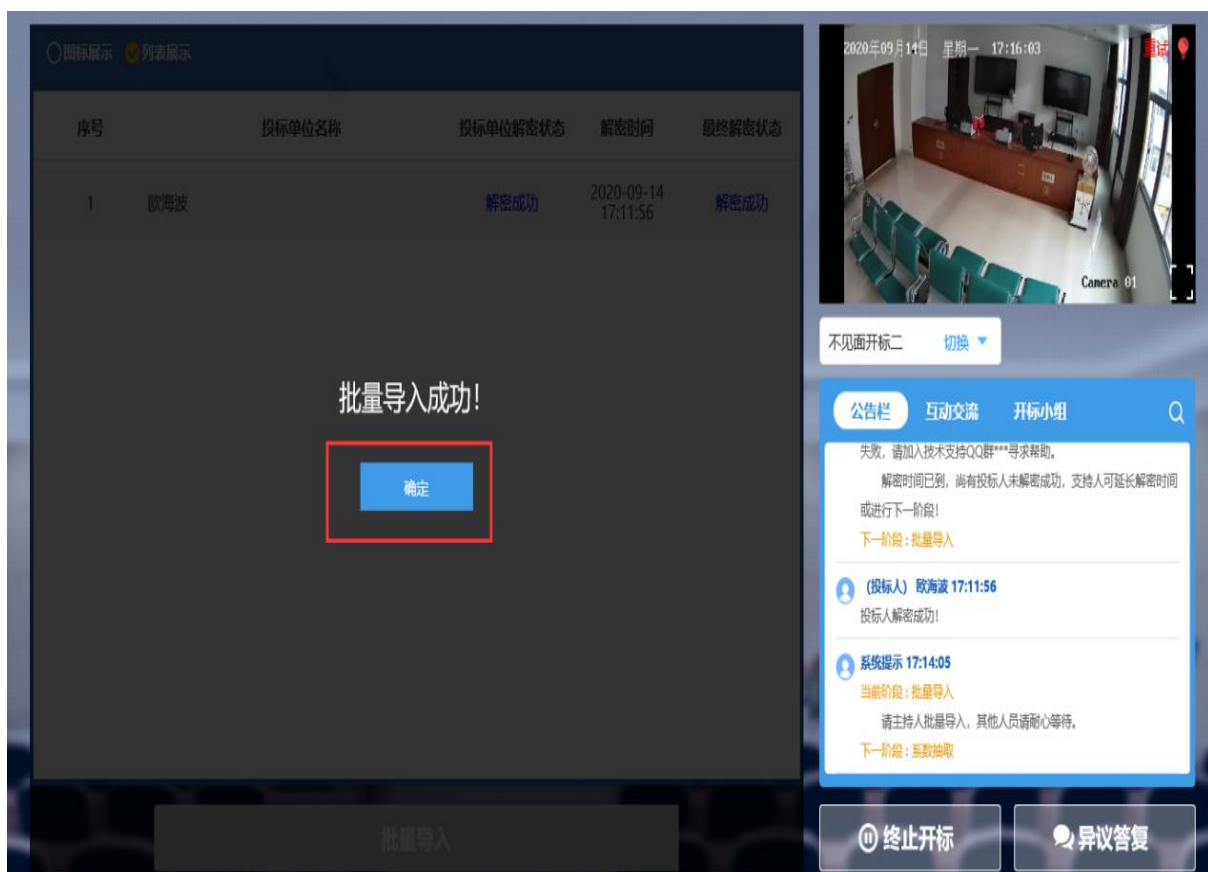 图标展示 列表展示
序号 投标单位名称 投标单位解密状态 解密时间 最终解密状态
1 欧海波 解密成功 2020-09-14 17:11:56 解密成功
批量导入成功!
确定
批量导入
2020年09月14日 星期一 17:16:03 重试
Camera 01
不见面开标二 切换
公告栏 互动交流 开标小组
失败，请加入技术支持QQ群***寻求帮助。
解密时间已到，尚有投标人未解密成功，支持人可延长解密时间
或进行下一阶段!
下一阶段 : 批量导入
(投标人) 欧海波 17:11:56
投标人解密成功!
系统提示 17:14:05
当前阶段 : 批量导入
请主持人批量导入，其他人员请耐心等待。
下一阶段 : 系数抽取
终止开标 异议答复